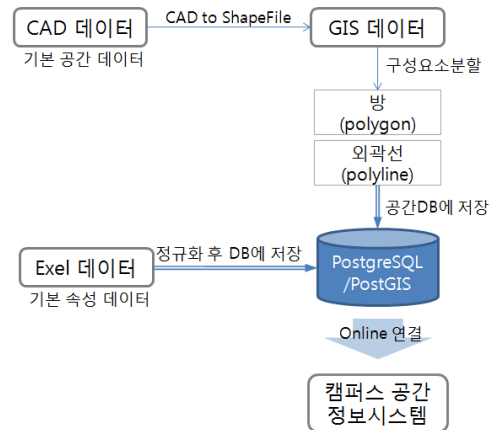 CAD 데이터
CAD to ShapeFile
GIS 데이터
기본 공간 데이터
구성요소분할
방
(polygon)
외곽선
(polyline)
공간DB에 저장
Exel 데이터
정규화 후 DB에 저장
기본 속성 데이터
PostgreSQL
/PostGIS
Online 연결
캠퍼스 공간
정보시스템